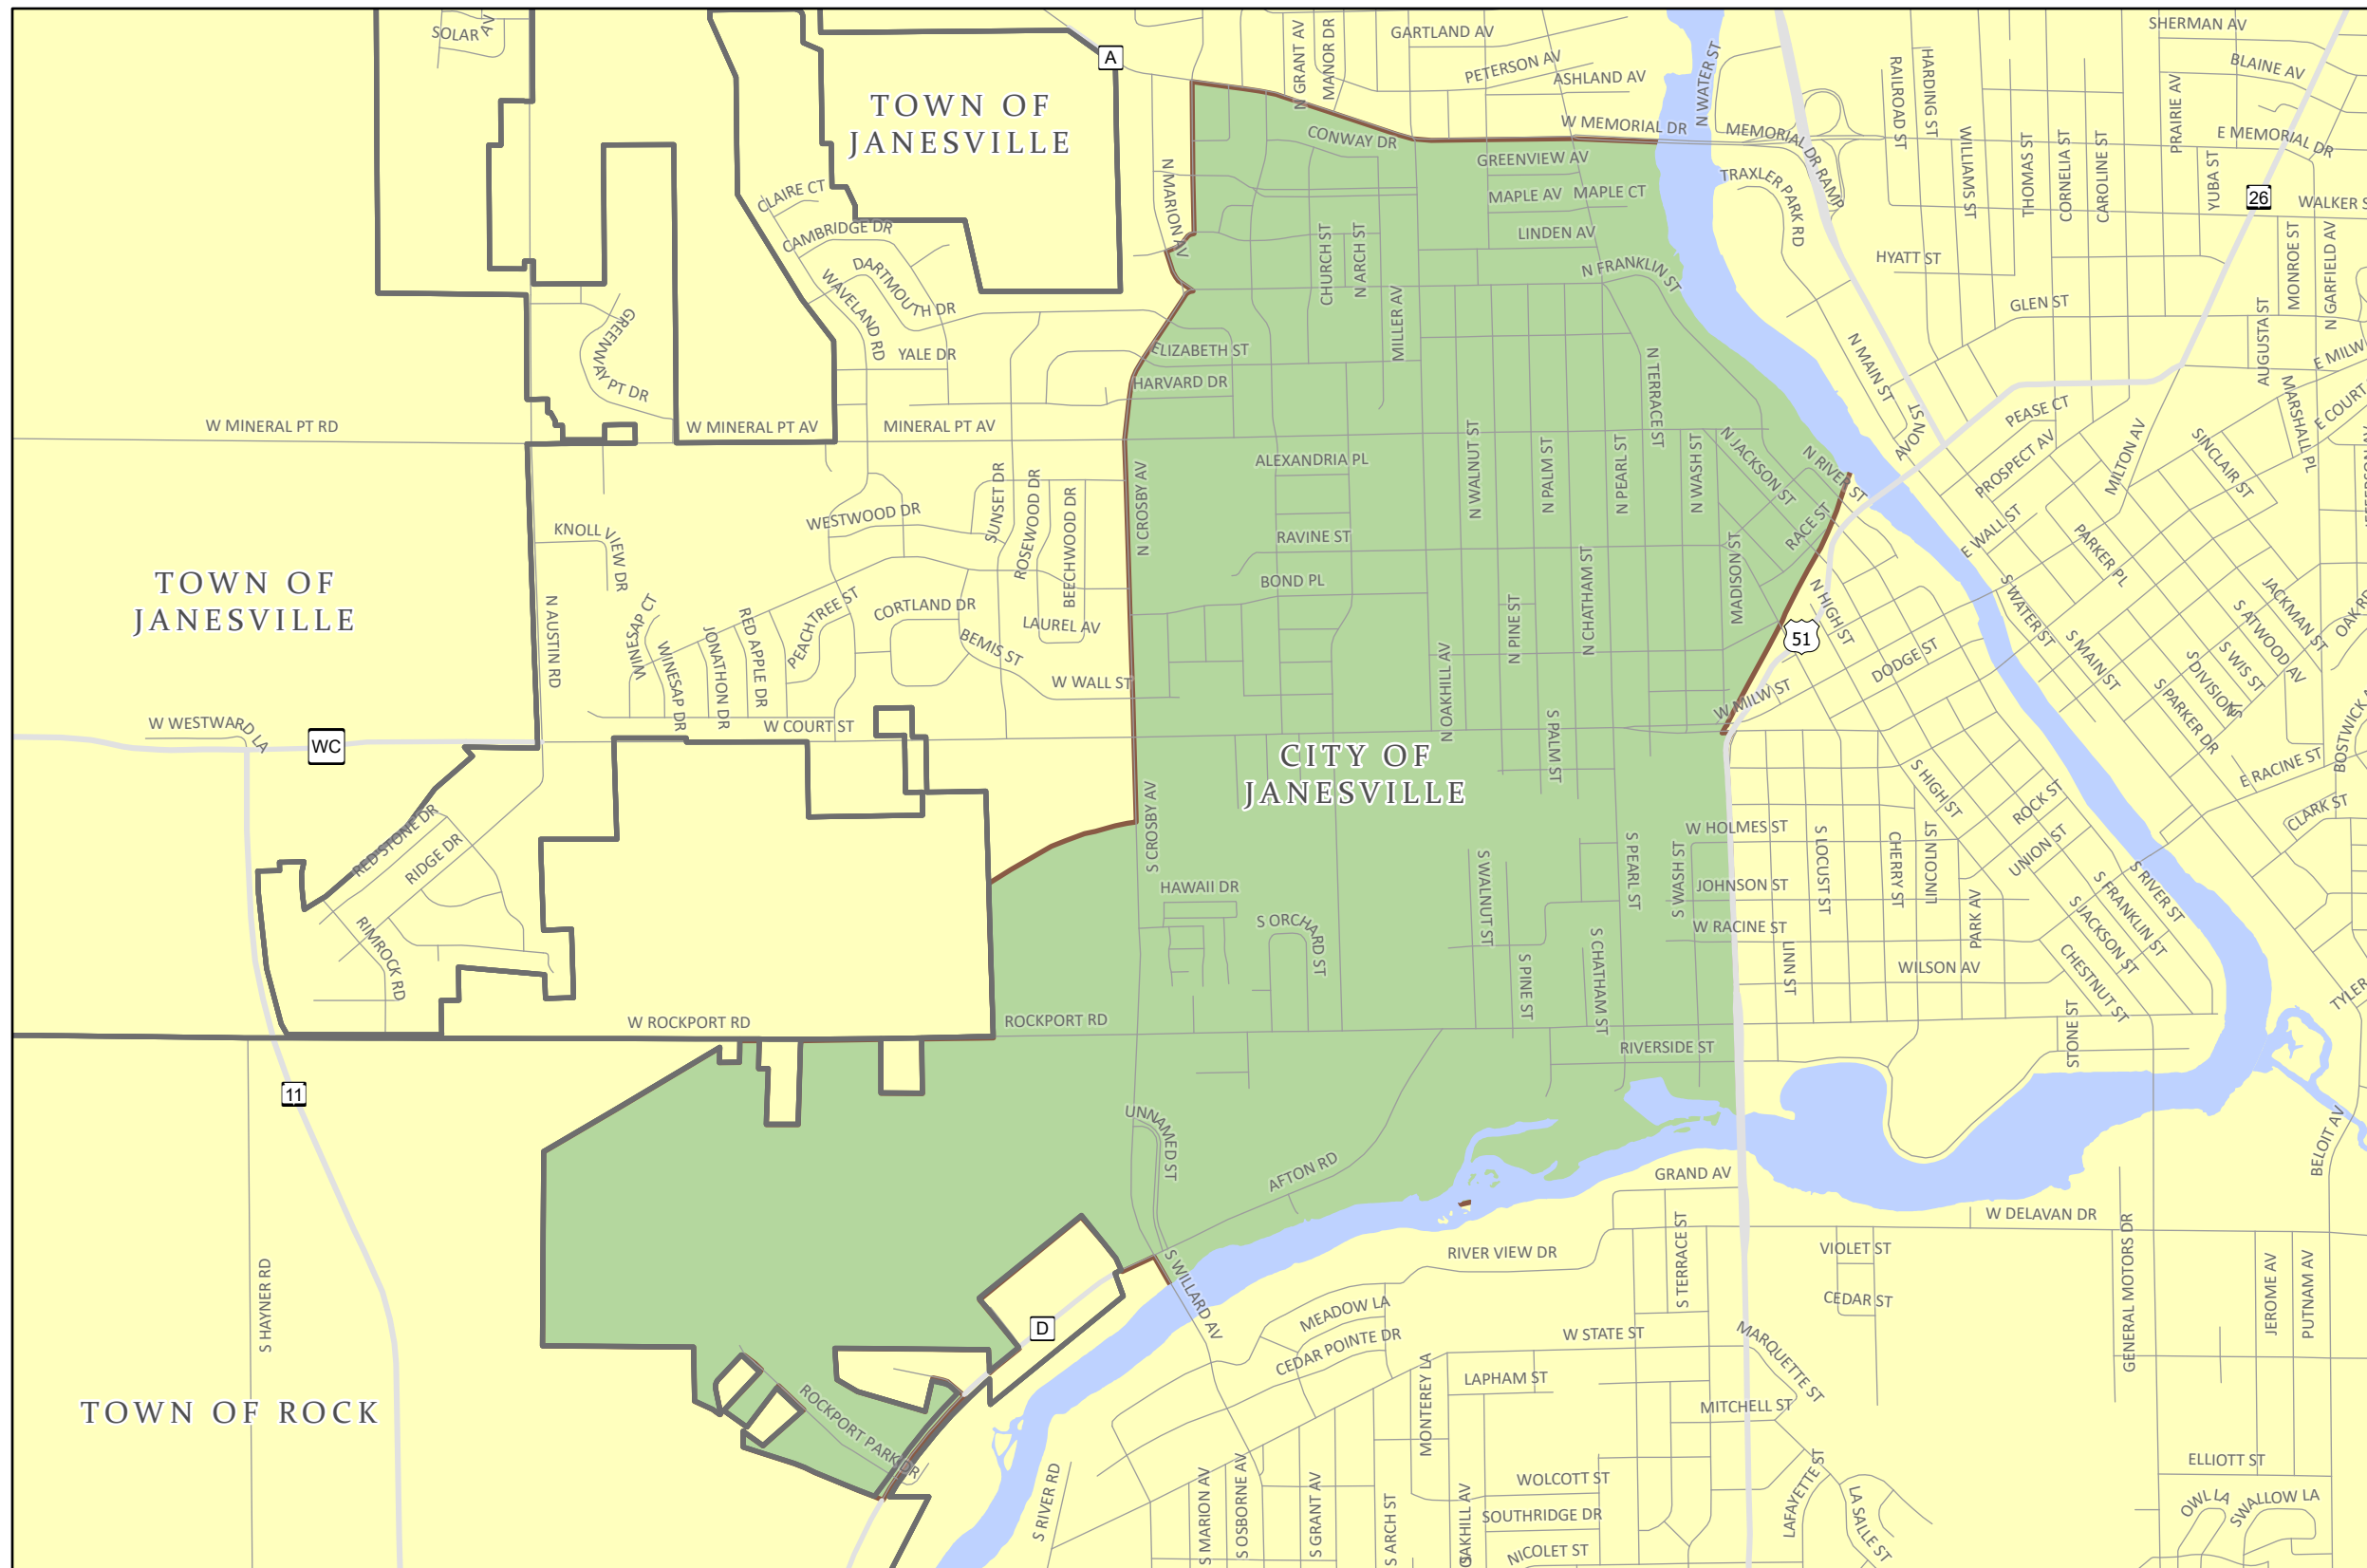 SOLAR AV
A
N GRANT AV
MANOR DR
GARTLAND AV
PETERSON AV
ASHLAND AV
N WATER ST
RAILROAD ST
HARDING ST
SHERMAN AV
BLAINE AV
PRAIRIE AV
TOWN OF
JANESVILLE
CONWAY DR
W MEMORIAL DR
MEMORIAL DR RAMP
E MEMORIAL DR
GREENVIEW AV
MAPLE AV
MAPLE CT
TRAXLER PARK RD
WILLIAMS ST
THOMAS ST
CORNELIA ST
CAROLINE ST
YUBA ST
26
WALKER S
CLAIRE CT
N MARION AV
CAMBRIDGE DR
DARTMOUTH DR
WAVELAND RD
CHURCH ST
N ARCH ST
LINDEN AV
N FRANKLIN ST
HYATT ST
MONROE ST
N GARFIELD AV
GLEN ST
AUGUSTA ST
E MILW
GREENWAY PT DR
YALE DR
ELIZABETH ST
HARVARD DR
MILLER AV
N TERRACE ST
N MAIN ST
AVON ST
PEASE CT
PROSPECT AV
MILTON AV
SINCLAIR ST
MARSHALL PL
E COURT
W MINERAL PT RD
W MINERAL PT AV
MINERAL PT AV
ALEXANDRIA PL
N WALNUT ST
N PALM ST
N PEARL ST
N WASH ST
N JACKSON ST
N RIVER ST
RACE ST
N CROSBY AV
SUNSET DR
ROSEWOOD DR
BEECHWOOD DR
WESTWOOD DR
KNOLL VIEW DR
RAVINE ST
BOND PL
N CHATHAM ST
MADISON ST
E WALL ST
PARKER PL
TOWN OF
JANESVILLE
N AUSTIN RD
WINESAP CT
WINESAP DR
JONATHON DR
RED APPLE DR
PEACHTREE ST
CORTLAND DR
BEMIS ST
LAUREL AV
W WALL ST
N PINE ST
N OAKHILL AV
N HIGH ST
51
DODGE ST
W MILW ST
S WATER ST
S MAIN ST
JACKMAN ST
S ATWOOD AV
S WIS ST
S DIVISION ST
S PARKER DR
OAK RD
BOSTWICK A
W WESTWARD LA
WC
W COURT ST
CITY OF
JANESVILLE
S PALM ST
S CROSBY AV
S HIGH ST
ROCK ST
UNION ST
E RACINE ST
CLARK ST
RED STONE DR
RIDGE DR
RIMROCK RD
HAWAII DR
S ORCHARD ST
S WALNUT ST
S PINE ST
S CHATHAM ST
S PEARL ST
S WASH ST
W HOLMES ST
JOHNSON ST
W RACINE ST
S LOCUST ST
CHERRY ST
LINCOLN ST
LINN ST
PARK AV
WILSON AV
S RIVER ST
S FRANKLIN ST
S JACKSON ST
CHESTNUT ST
STONE ST
TYLER
W ROCKPORT RD
ROCKPORT RD
RIVERSIDE ST
11
UNNAMED ST
AFTON RD
BELOIT AV
GRAND AV
W DELAVAN DR
S HAYNER RD
S WILLARD AV
RIVER VIEW DR
S TERRACE ST
VIOLET ST
CEDAR ST
GENERAL MOTORS DR
JEROME AV
PUTNAM AV
D
MEADOW LA
CEDAR POINTE DR
W STATE ST
MARQUETTE ST
MONTEREY LA
LAPHAM ST
MITCHELL ST
TOWN OF ROCK
ROCKPORT PARK DR
S RIVER RD
S MARION AV
S OSBORNE AV
S GRANT AV
S ARCH ST
WOLCOTT ST
SOUTHRIDGE DR
NICOLET ST
LAFAYETTE ST
LA SALLE ST
ELLIOTT ST
OWL LA
SWALLOW LA